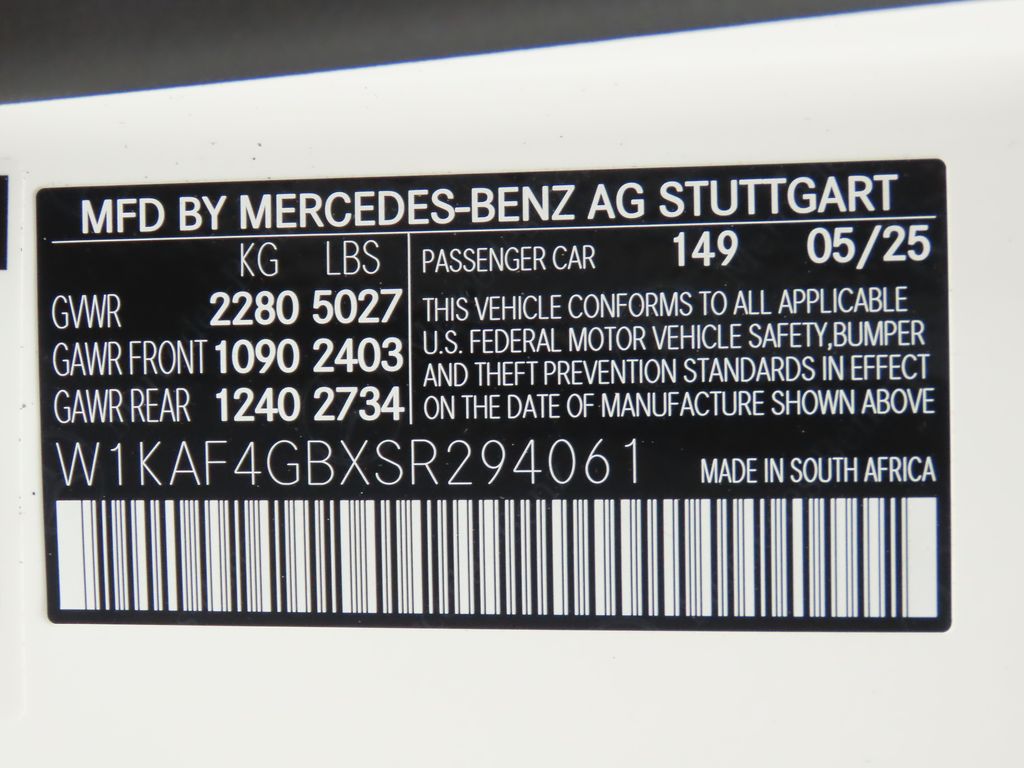 MFD BY MERCEDES-BENZ AG STUTTGART
KG LBS
GVWR 2280 5027
GAWR FRONT 1090 2403
GAWR REAR 1240 2734
PASSENGER CAR 149 05/25
THIS VEHICLE CONFORMS TO ALL APPLICABLE
U.S. FEDERAL MOTOR VEHICLE SAFETY,BUMPER
AND THEFT PREVENTION STANDARDS IN EFFECT
ON THE DATE OF MANUFACTURE SHOWN ABOVE
W1KAF4GBXSR294061
MADE IN SOUTH AFRICA